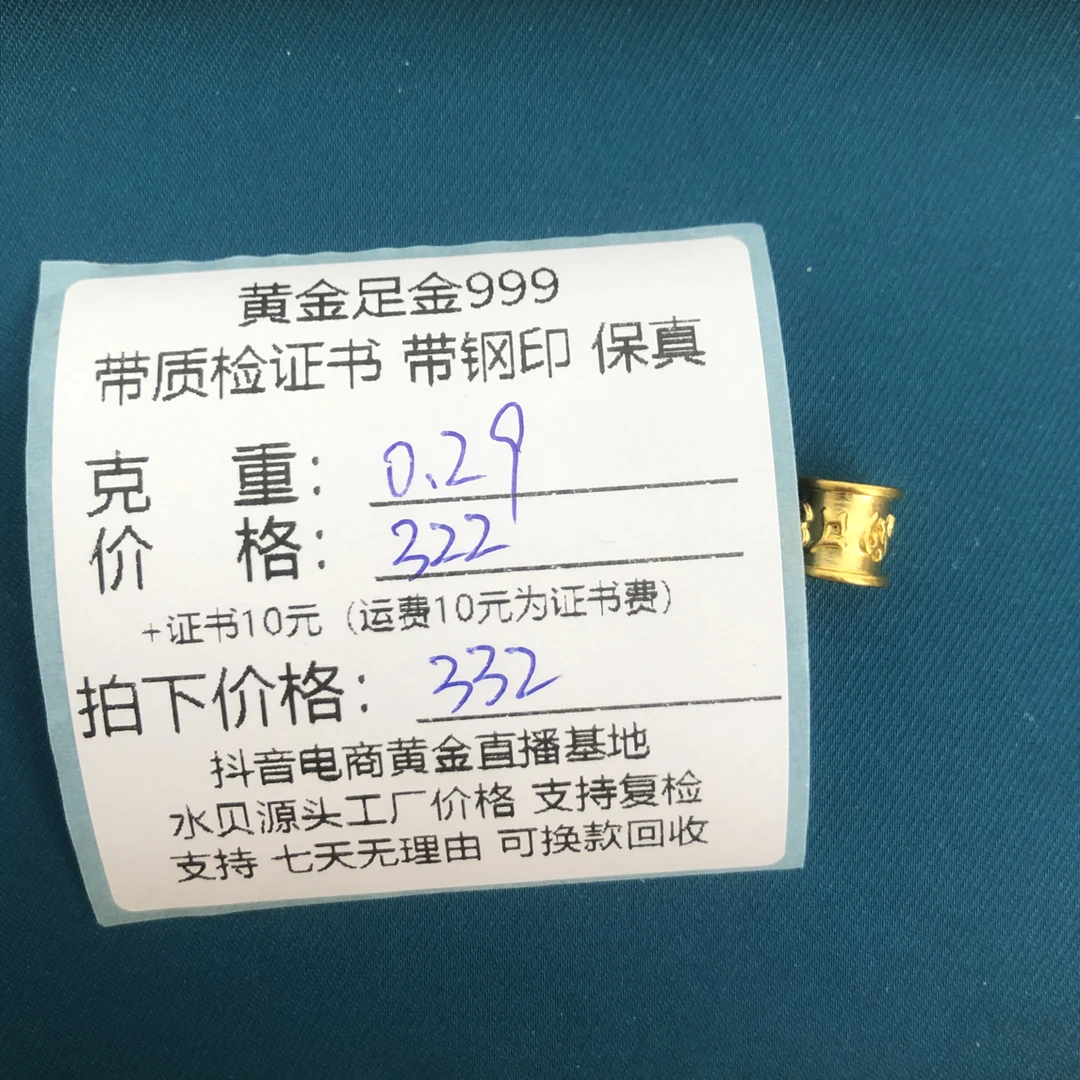 黄金足金999
带质检证书 带钢印 保真
克 重：0.29
价 格：322
+证书10元（运费10元为证书费）
拍下价格：332
抖音电商黄金直播基地
水贝源头工厂价格 支持复检
支持 七天无理由 可换款回收